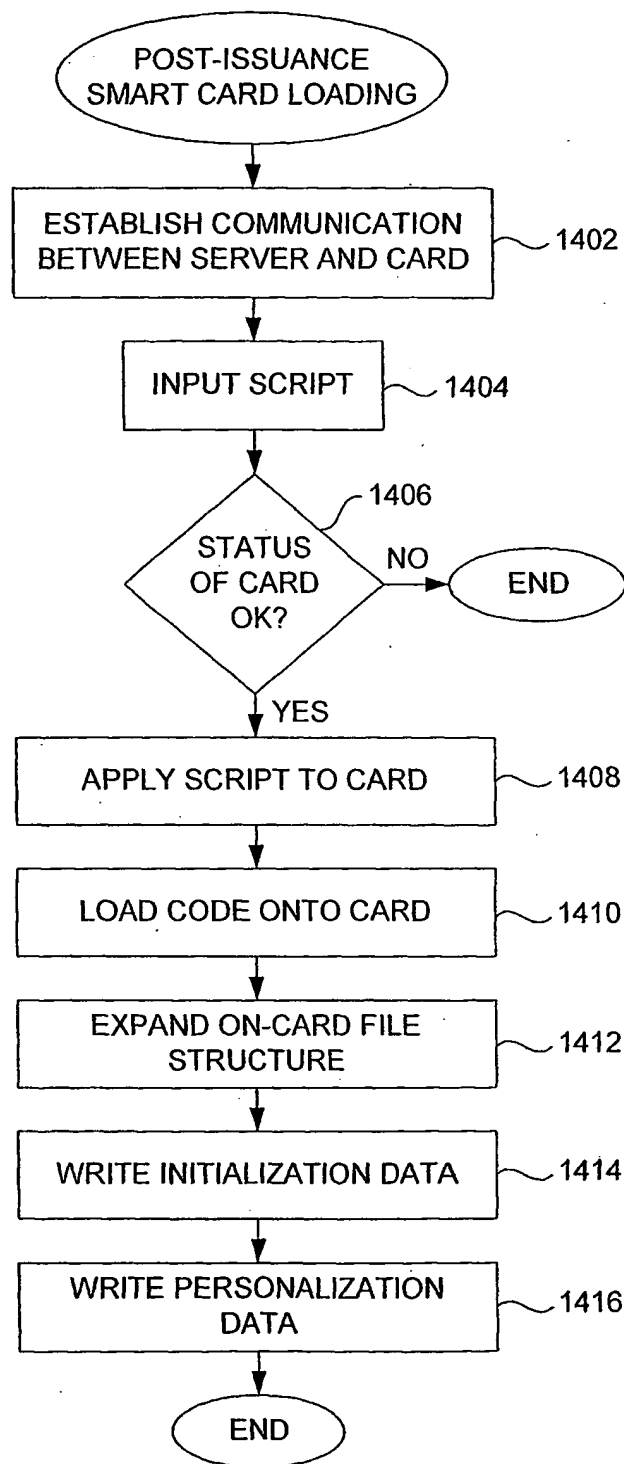 POST-ISSUANCE
SMART CARD LOADING
ESTABLISH COMMUNICATION
BETWEEN SERVER AND CARD
1402
INPUT SCRIPT
1404
1406
STATUS
OF CARD
OK?
NO
END
YES
APPLY SCRIPT TO CARD
1408
LOAD CODE ONTO CARD
1410
EXPAND ON-CARD FILE
STRUCTURE
1412
WRITE INITIALIZATION DATA
1414
WRITE PERSONALIZATION
DATA
1416
END